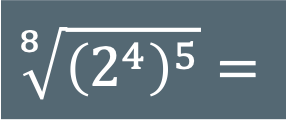 ⁸√(2⁴)⁵ =